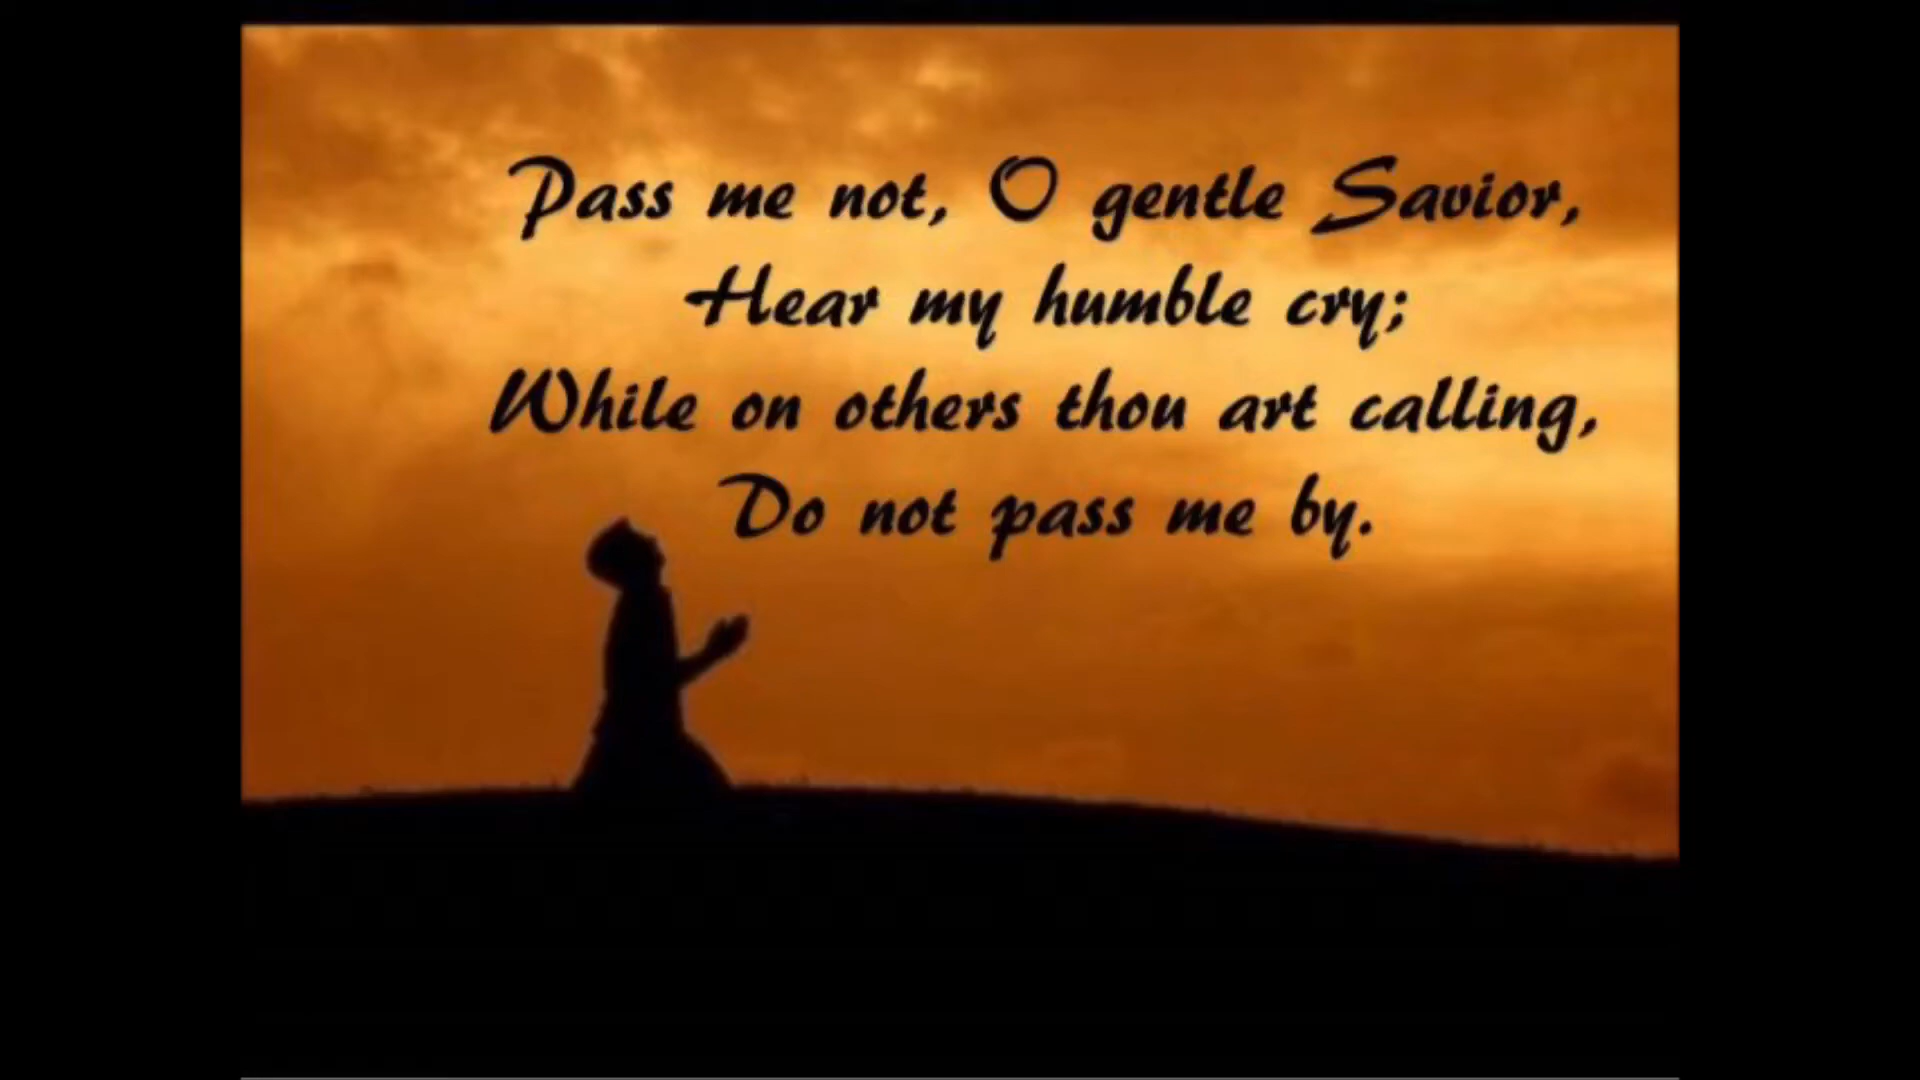 Pass me not, O gentle Savior,
Hear my humble cry;
While on others thou art calling,
Do not pass me by.